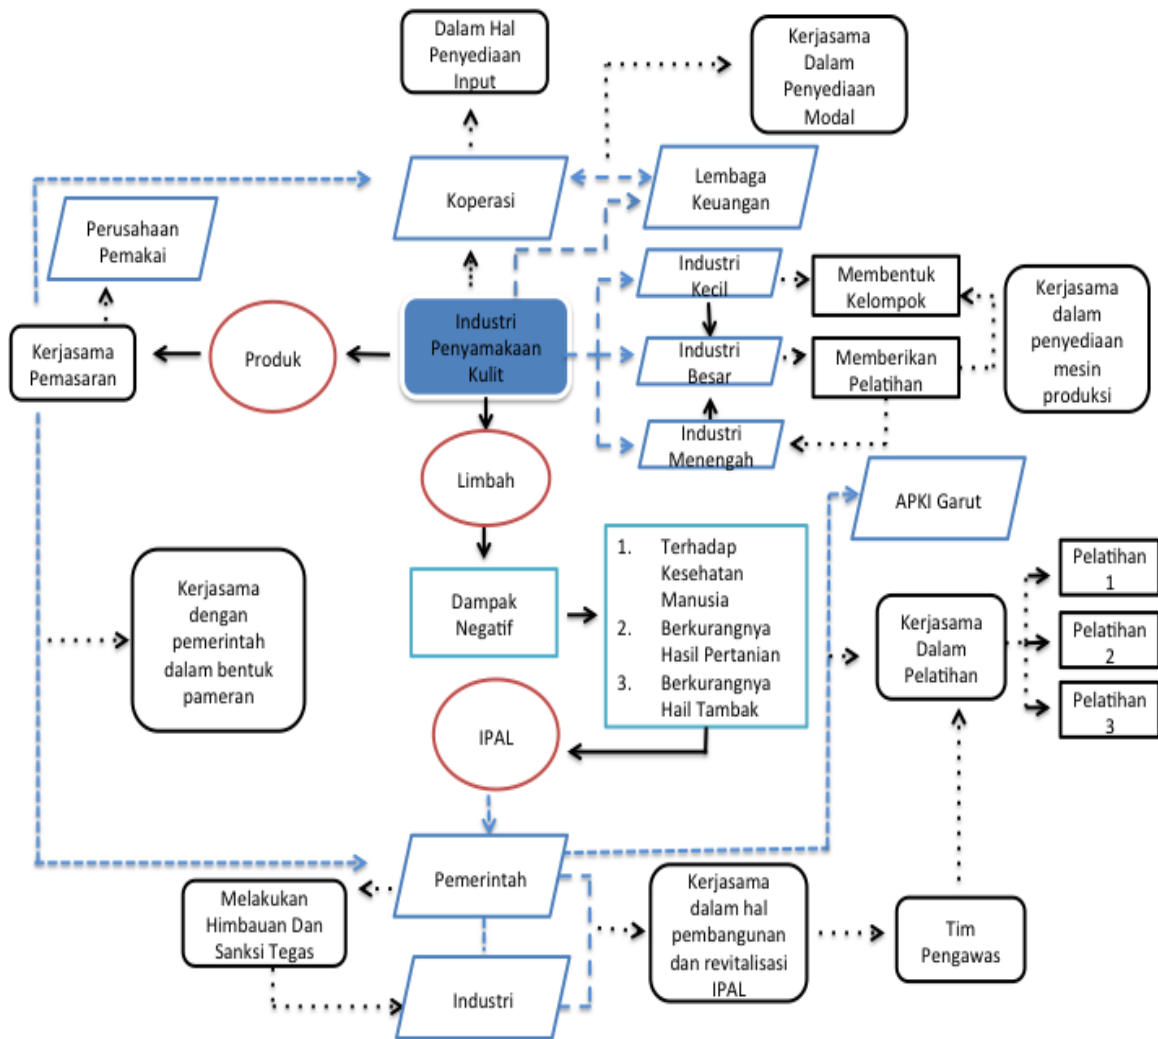 Dalam Hal
Penyediaan
Input
Kerjasama
Dalam
Penyediaan
Modal
Koperasi
Lembaga
Keuangan
Perusahaan
Pemakai
Industri
Kecil
Membentuk
Kelompok
Kerjasama
dalam
penyediaan
mesin
produksi
Kerjasama
Pemasaran
Produk
Industri
Penyamakaan
Kulit
Industri
Besar
Memberikan
Pelatihan
Industri
Menengah
Limbah
APKI Garut
Dampak
Negatif
1. Terhadap
Kesehatan
Manusia
2. Berkurangnya
Hasil Pertanian
3. Berkurangnya
Hail Tambak
Kerjasama
dengan
pemerintah
dalam bentuk
pameran
Kerjasama
Dalam
Pelatihan
Pelatihan
1
Pelatihan
2
Pelatihan
3
IPAL
Pemerintah
Melakukan
Himbauan Dan
Sanksi Tegas
Kerjasama
dalam hal
pembangunan
dan revitalisasi
IPAL
Tim
Pengawas
Industri